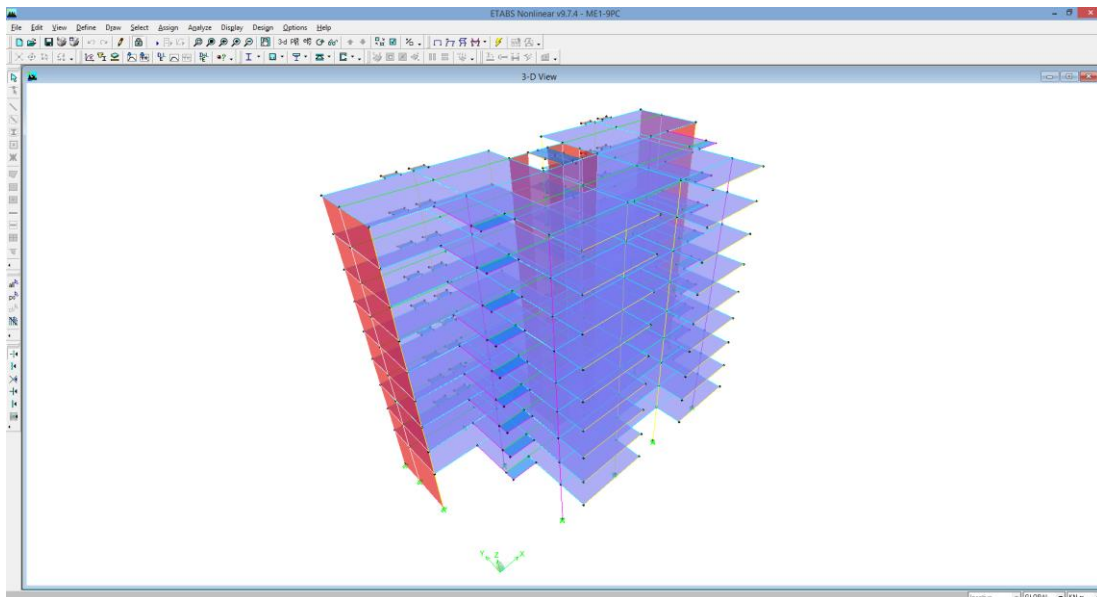 ETABS Nonlinear v9.7.4 - ME1-9PC
File Edit View Define Draw Select Assign Analyze Display Design Options Help
3-d
3-D View
Y Z X
GLOBAL